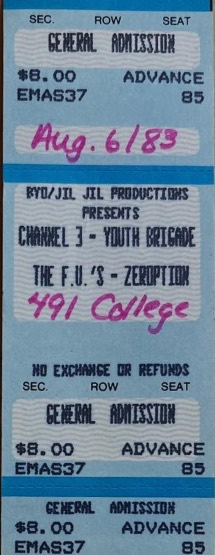 SEC. ROW SEAT
GENERAL ADMISSION
$8.00 ADVANCE
EMAS37 85
Aug. 6/83
BYO/JIL JIL PRODUCTIONS
PRESENTS
CHANNEL 3 - YOUTH BRIGADE
THE F.U.'S - ZEROPTION
491 College
NO EXCHANGE OR REFUNDS
SEC. ROW SEAT
GENERAL ADMISSION
$8.00 ADVANCE
EMAS37 85
GENERAL ADMISSION
$8.00 ADVANCE
EMAS37 85